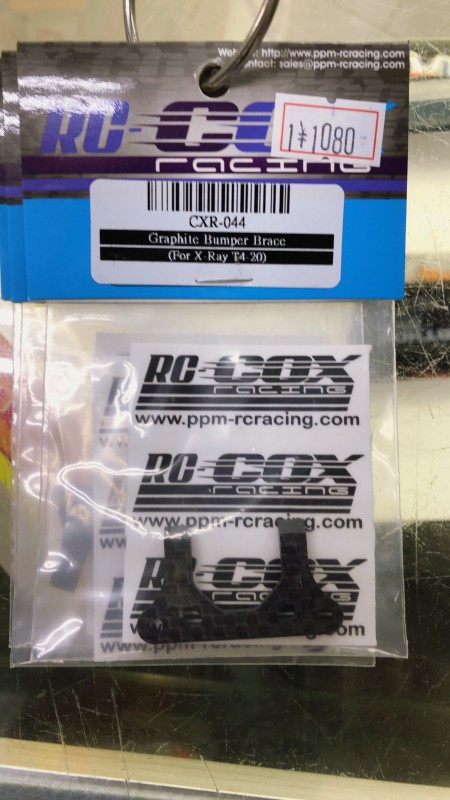 http://www.ppm-rcracing.com
contact: sales@ppm-rcracing.com
RC-COX
racing
1¥1080
CXR-044
Graphite Bumper Brace
(For X-Ray T4-20)
RC-COX
racing
www.ppm-rcracing.com
RC-COX
racing
www.ppm-rcracing.com
RC-COX
racing
www.ppm-rcracing.com